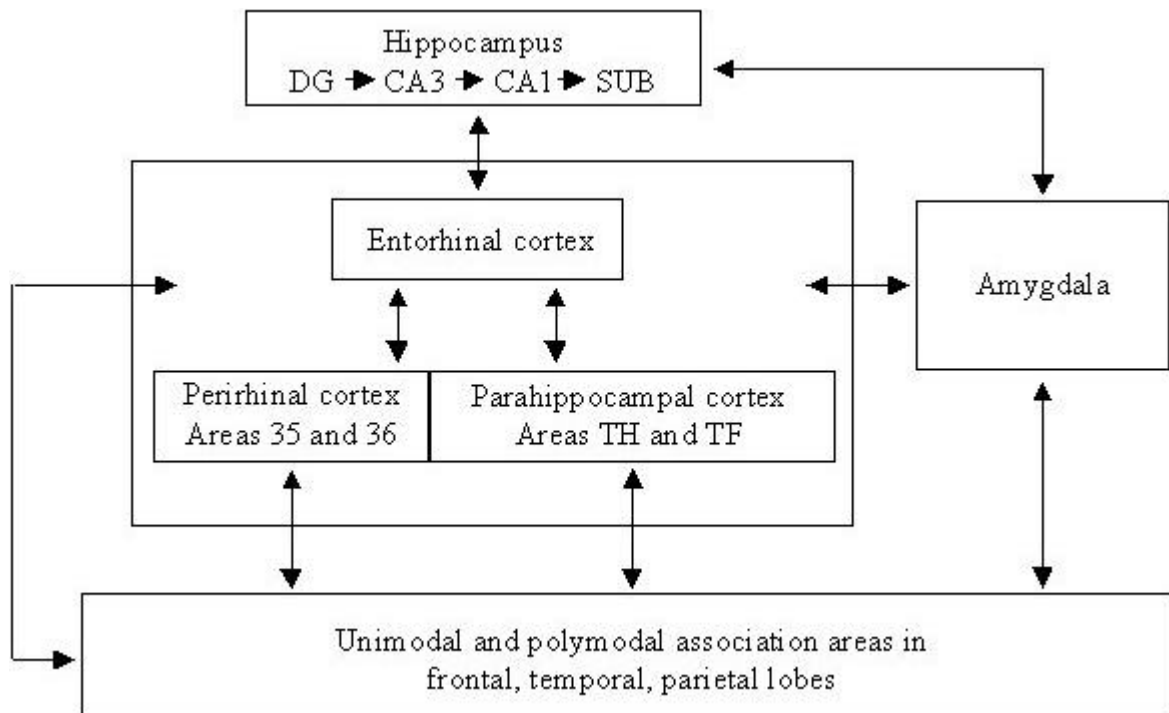 Hippocampus
DG → CA3 → CA1 → SUB
Entorhinal cortex
Amygdala
Perirhinal cortex
Areas 35 and 36
Parahippocampal cortex
Areas TH and TF
Unimodal and polymodal association areas in
frontal, temporal, parietal lobes